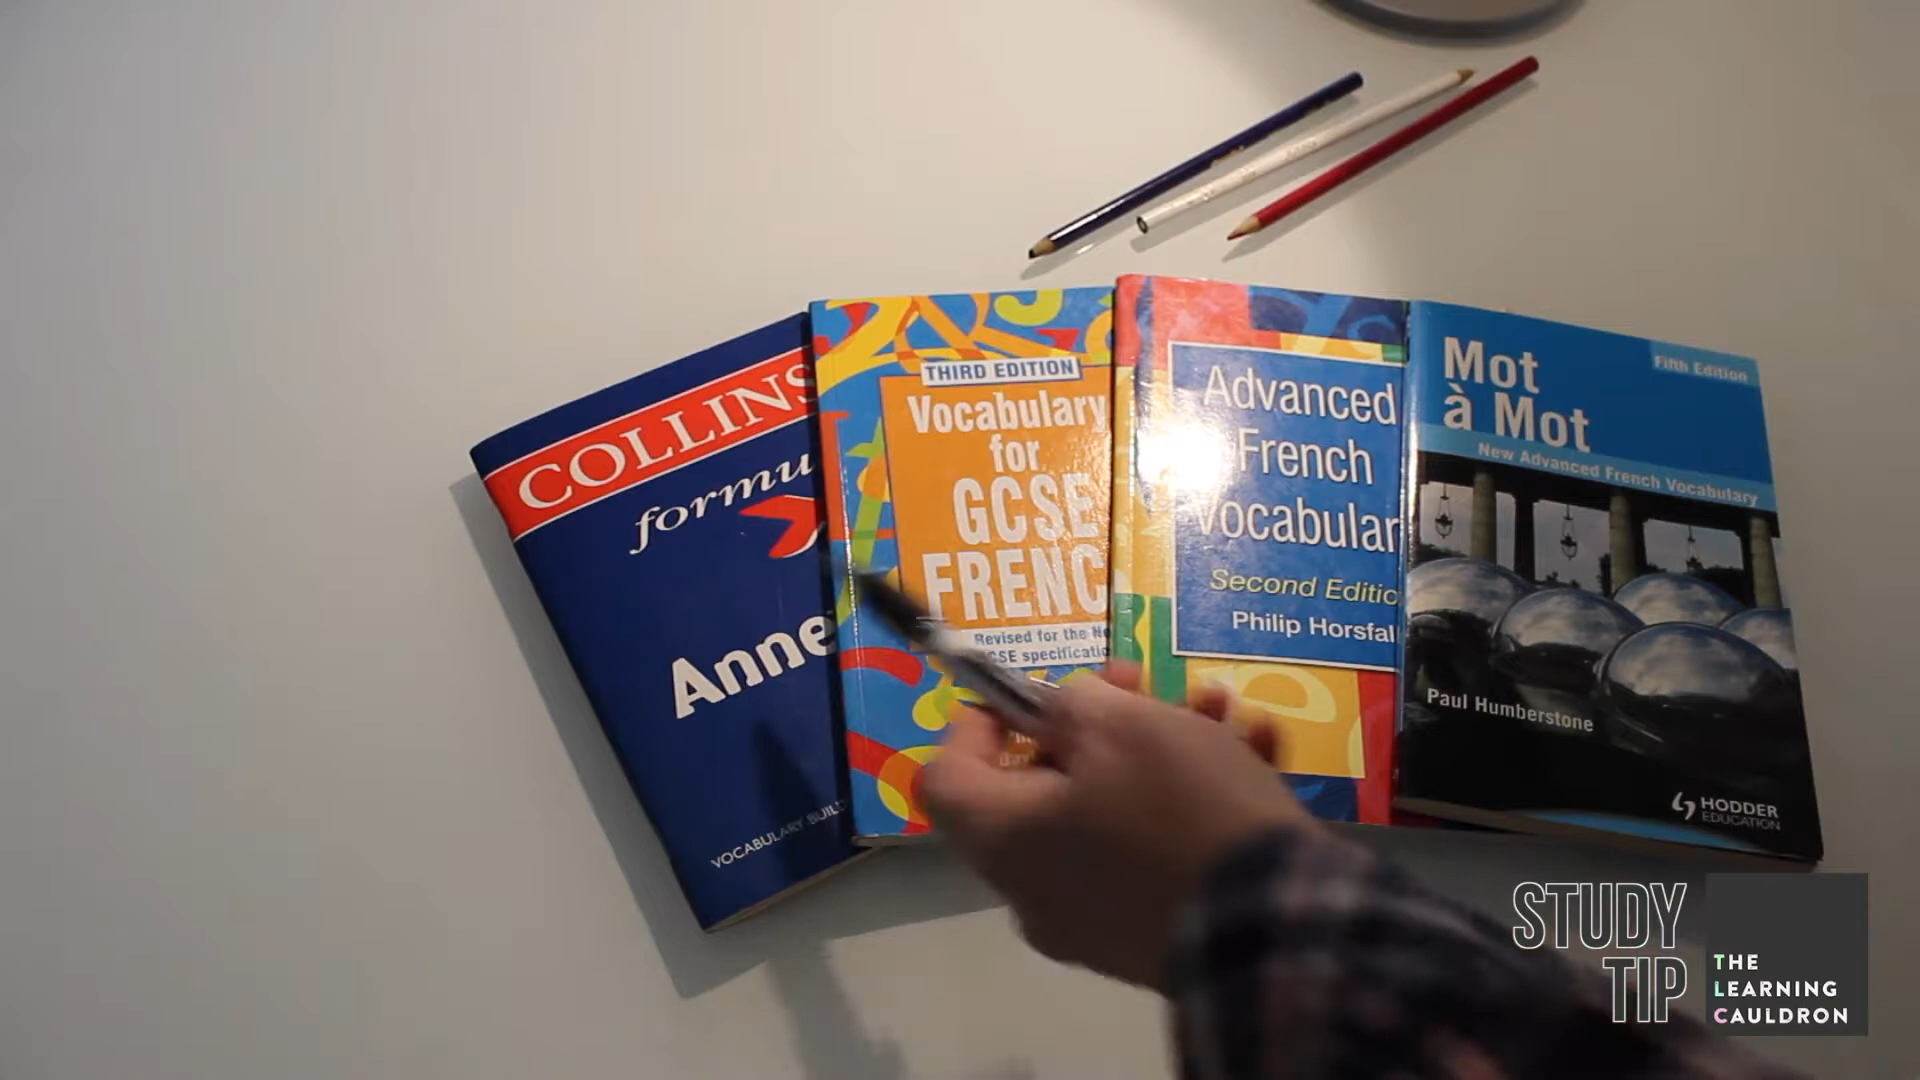 COLLINS
formu
Anne
VOCABULARY BUILD
THIRD EDITION
Vocabulary
for
GCSE
FRENC
Revised for the Ne
GCSE specificatio
Advanced
French
Vocabular
Second Editio
Philip Horsfal
Mot
à Mot
Fifth Edition
New Advanced French Vocabulary
Paul Humberstone
HODDER
EDUCATION
STUDY
TIP
THE
LEARNING
CAULDRON